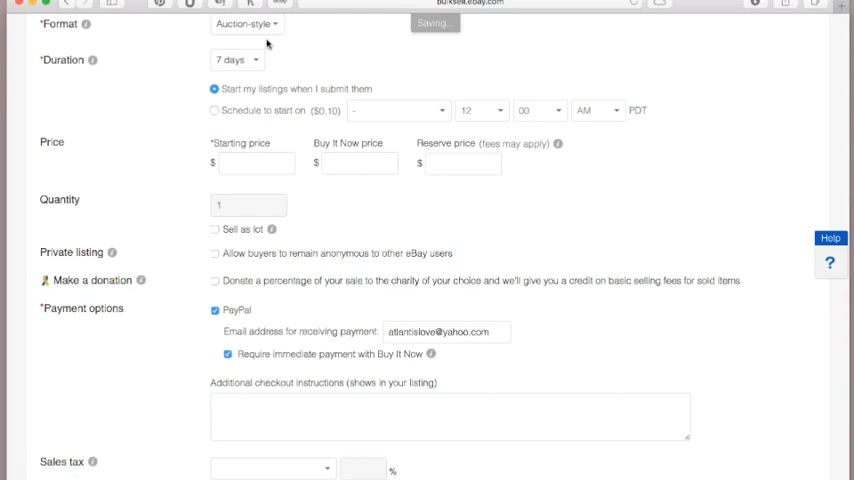 bulksell.ebay.com
*Format Auction-style
Saving...
*Duration 7 days
Start my listings when I submit them
Schedule to start on ($0.10) - 12 00 AM PDT
Price *Starting price Buy It Now price Reserve price (fees may apply)
$ $ $
Quantity 1
Sell as lot
Private listing Allow buyers to remain anonymous to other eBay users
Make a donation Donate a percentage of your sale to the charity of your choice and we'll give you a credit on basic selling fees for sold items
*Payment options PayPal
Email address for receiving payment: atlantislove@yahoo.com
Require immediate payment with Buy It Now
Additional checkout instructions (shows in your listing)
Sales tax %
Help
?